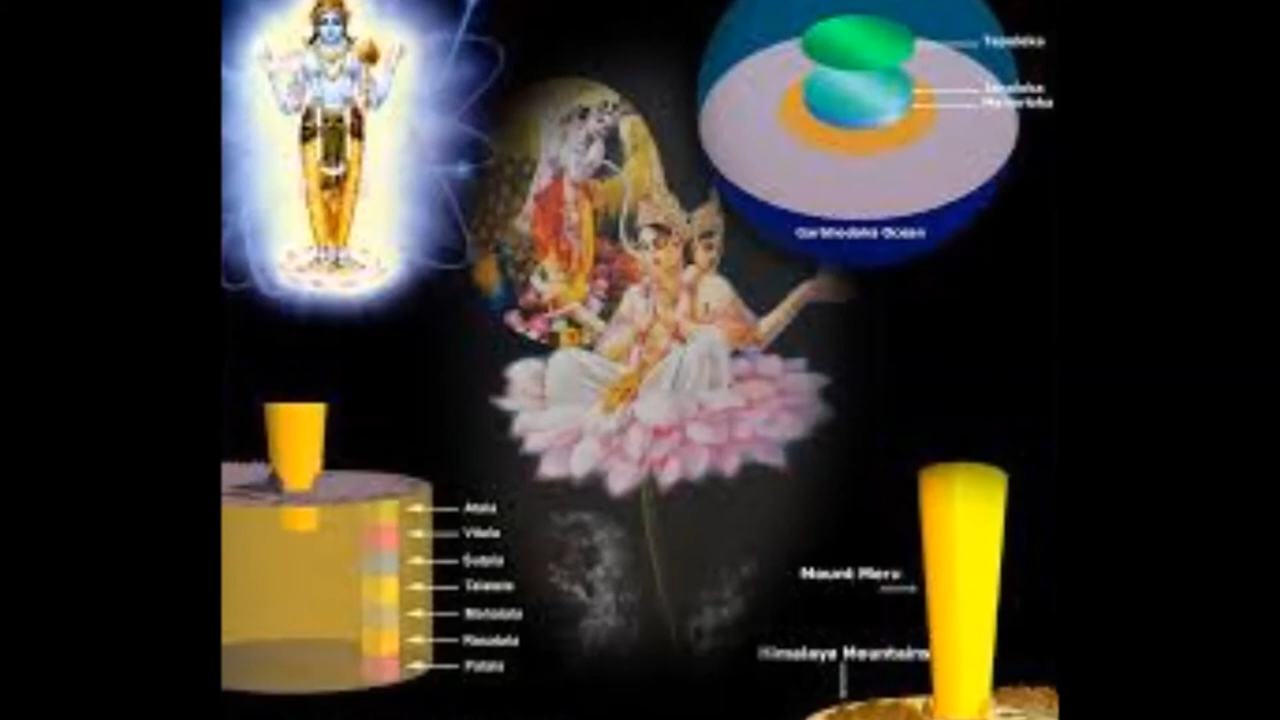 Tapoloka
Janaloka
Maharloka
Garbhodaka Ocean
Atala
Vitala
Sutala
Talatala
Mahatala
Rasatala
Patala
Mount Meru
Himalaya Mountains